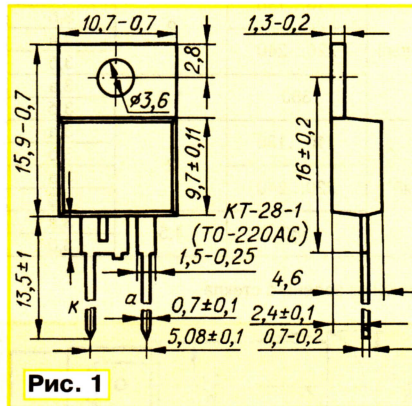 10,7-0,7
1,3-0,2
2,8
ø3,6
15,9-0,7
9,7±0,11
16±0,2
КТ-28-1
(TO-220AC)
1,5-0,25
13,5±1
к
а
4,6
0,7±0,1
2,4±0,1
5,08±0,1
0,7-0,2
Рис. 1